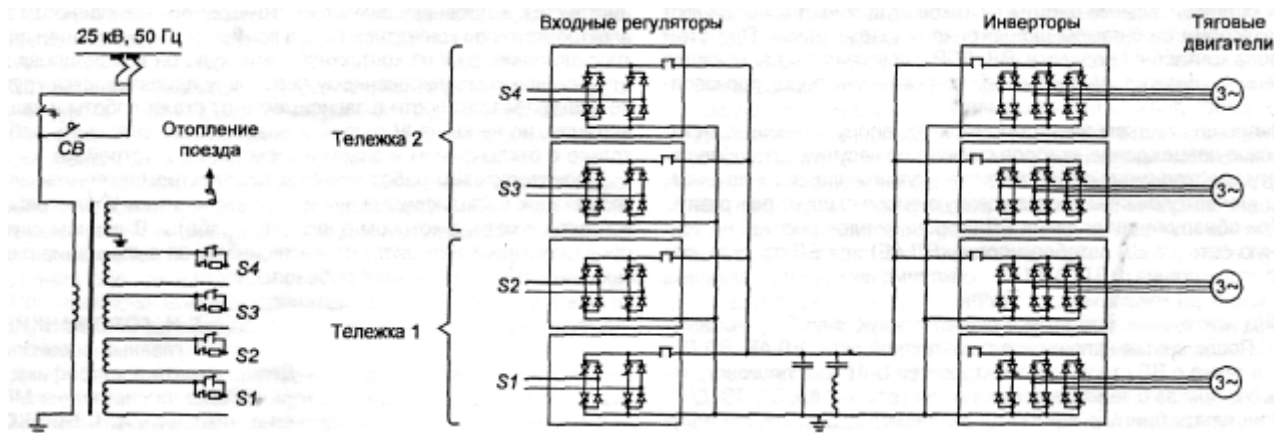 Входные регуляторы
Инверторы
Тяговые
двигатели
25 кВ, 50 Гц
СВ
Отопление
поезда
S4
S3
S2
S1
Тележка 2
Тележка 1
S4
S3
S2
S1
3~
3~
3~
3~